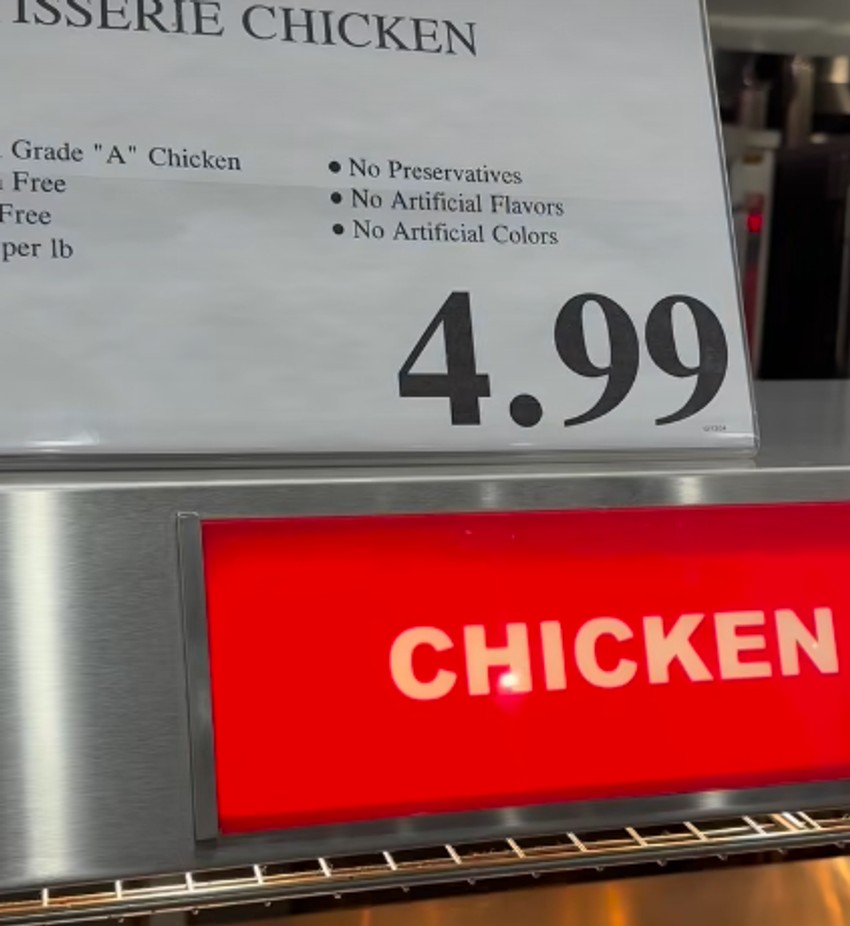 ISSERIE CHICKEN
Grade "A" Chicken
Free
Free
per lb
● No Preservatives
● No Artificial Flavors
● No Artificial Colors
4.99
CHICKEN